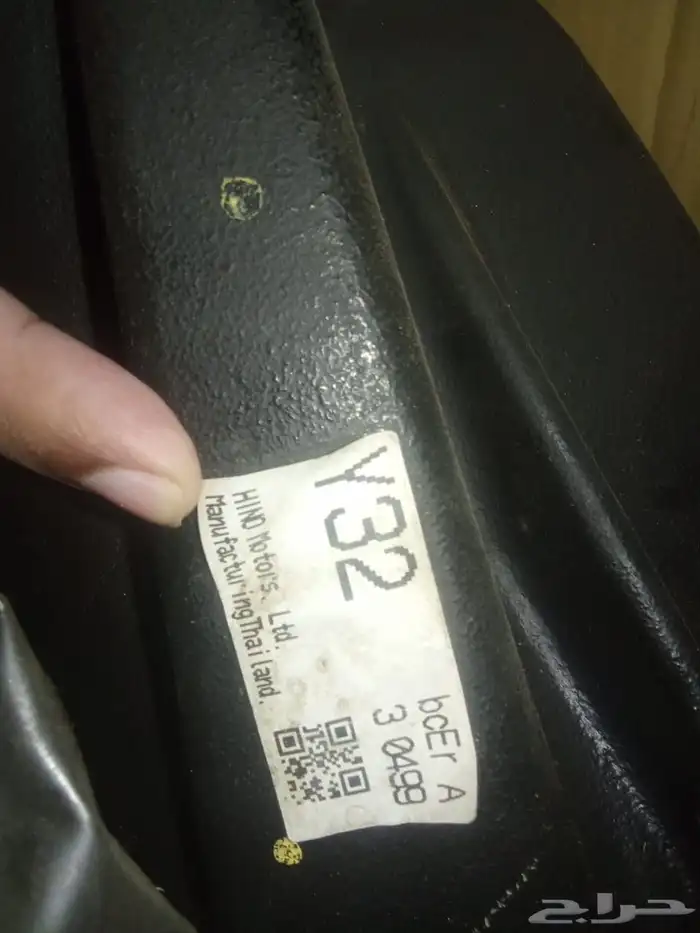 Y32
bcEr A
3 0499
HINO Motors, Ltd.
ManufacturingThailand.
حراج